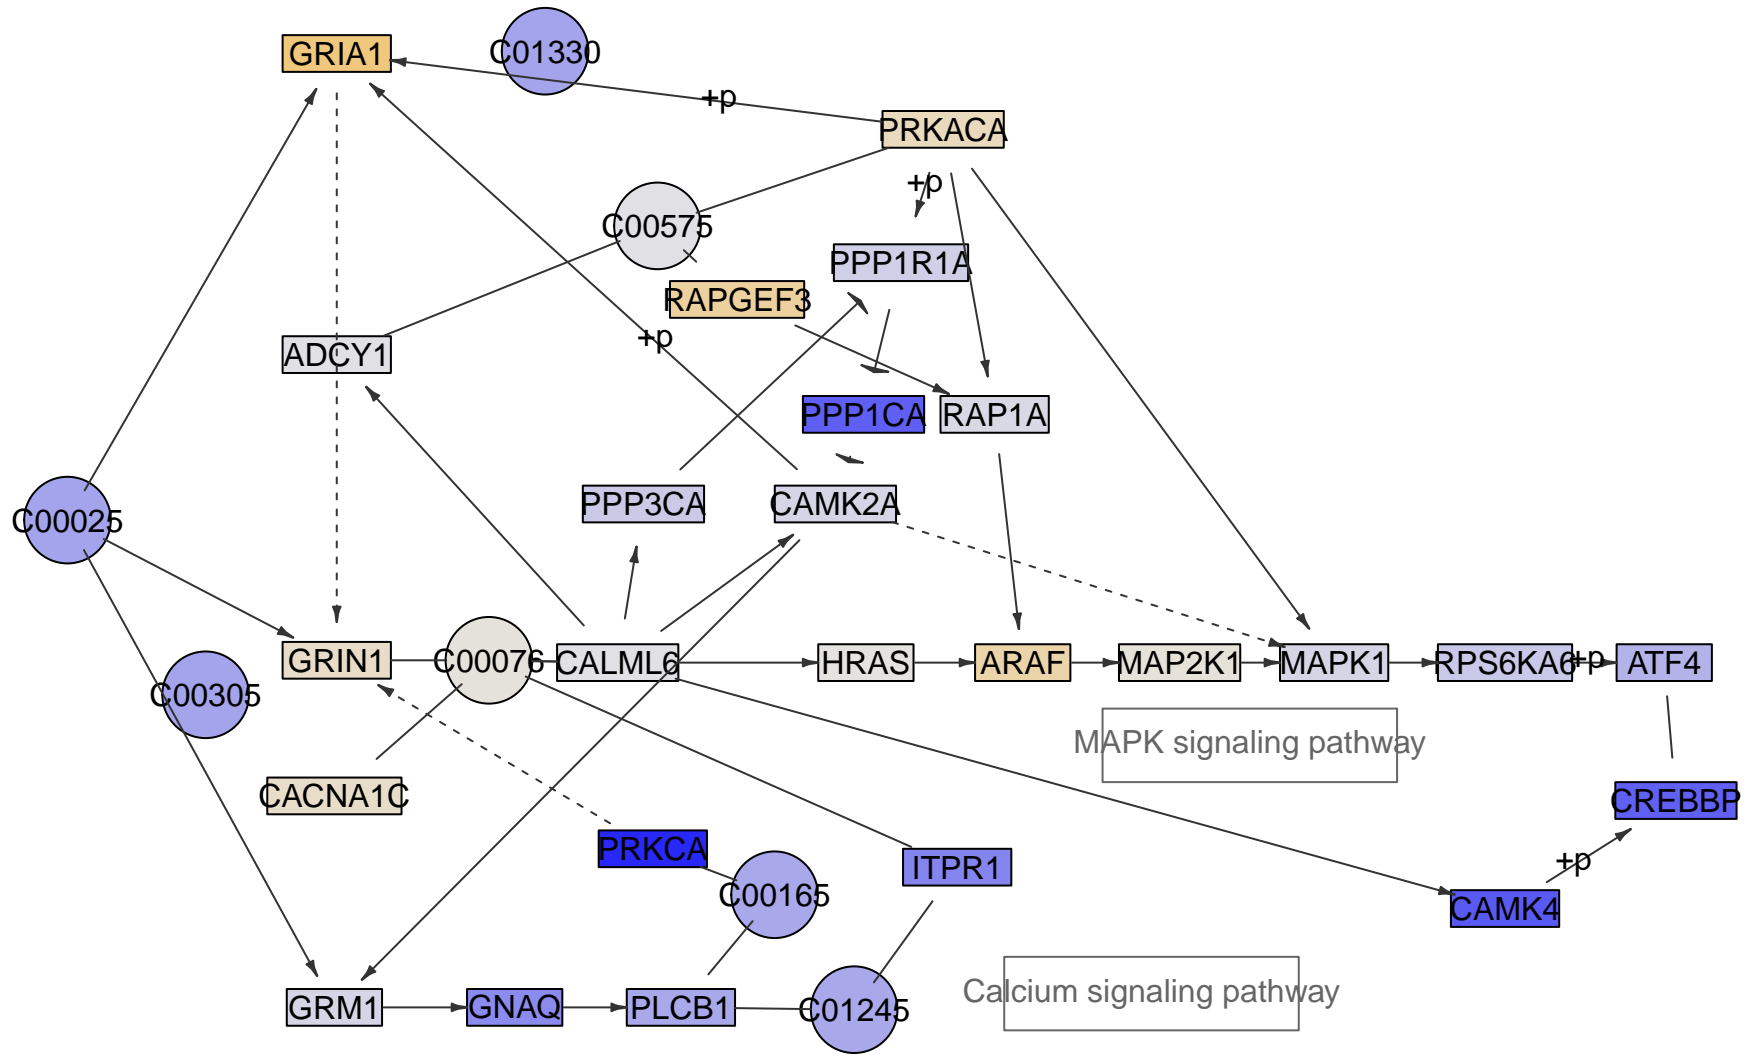 GRIA1
C01330
+p
PRKACA
+p
C00575
PPP1R1A
RAPGEF3
+p
ADCY1
PPP1CA
RAP1A
PPP3CA
CAMK2A
C00025
GRIN1
C00076
CALML6
HRAS
ARAF
MAP2K1
MAPK1
RPS6KA6
+p
ATF4
C00305
MAPK signaling pathway
CACNA1C
CREBBP
PRKCA
ITPR1
+p
C00165
CAMK4
Calcium signaling pathway
GRM1
GNAQ
PLCB1
C01245